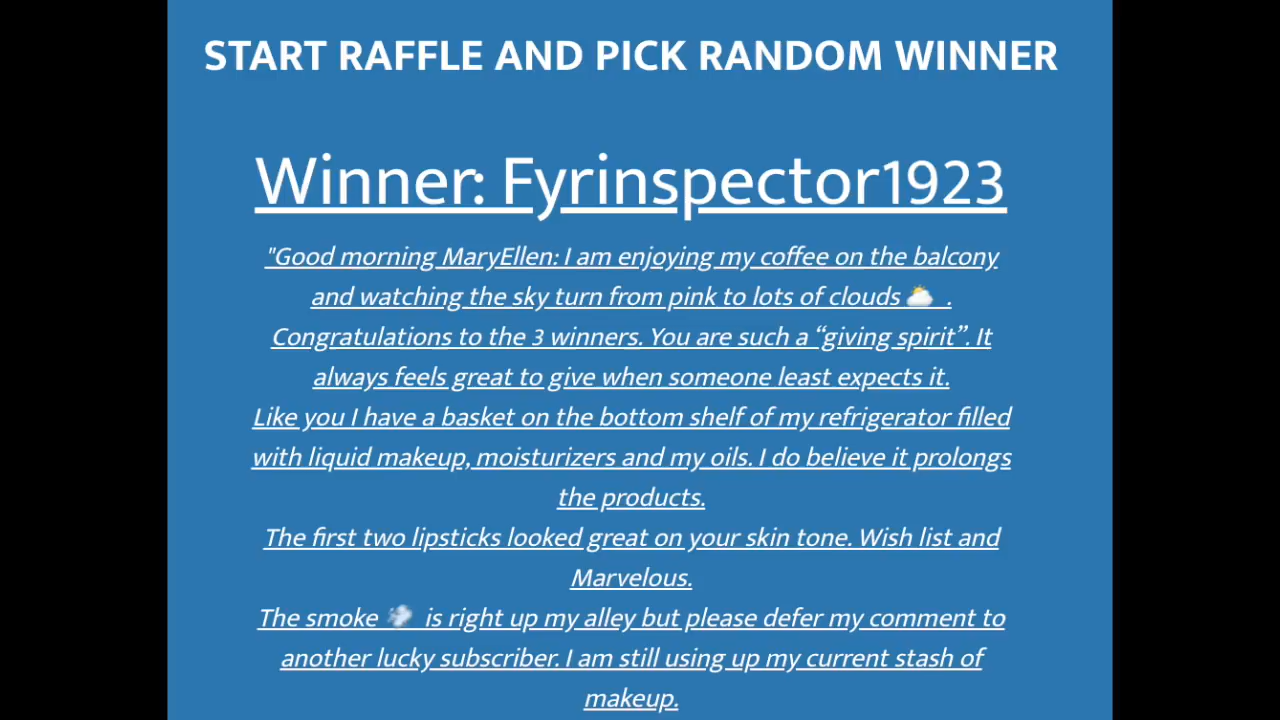 START RAFFLE AND PICK RANDOM WINNER
Winner: Fyrinspector1923
"Good morning MaryEllen: I am enjoying my coffee on the balcony
and watching the sky turn from pink to lots of clouds 🌥️ .
Congratulations to the 3 winners. You are such a “giving spirit”. It
always feels great to give when someone least expects it.
Like you I have a basket on the bottom shelf of my refrigerator filled
with liquid makeup, moisturizers and my oils. I do believe it prolongs
the products.
The first two lipsticks looked great on your skin tone. Wish list and
Marvelous.
The smoke 💨 is right up my alley but please defer my comment to
another lucky subscriber. I am still using up my current stash of
makeup.